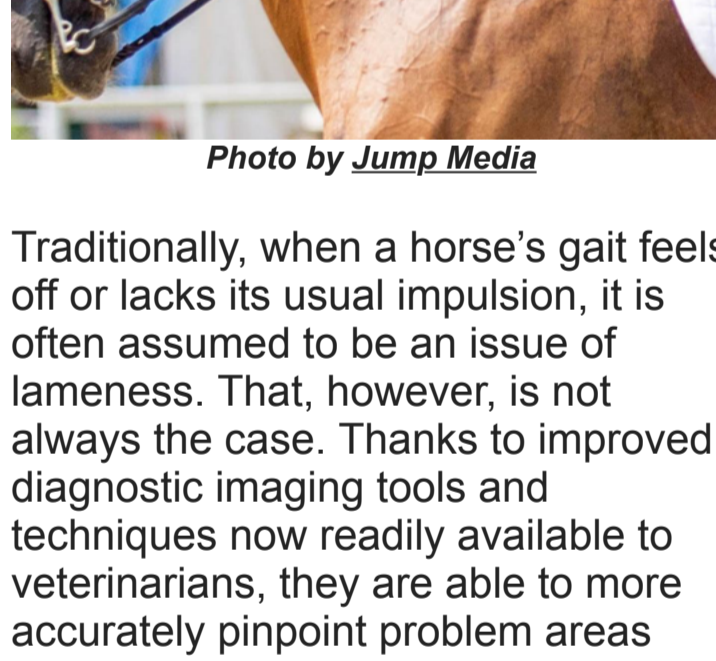 Photo by Jump Media
Traditionally, when a horse’s gait feels
off or lacks its usual impulsion, it is
often assumed to be an issue of
lameness. That, however, is not
always the case. Thanks to improved
diagnostic imaging tools and
techniques now readily available to
veterinarians, they are able to more
accurately pinpoint problem areas